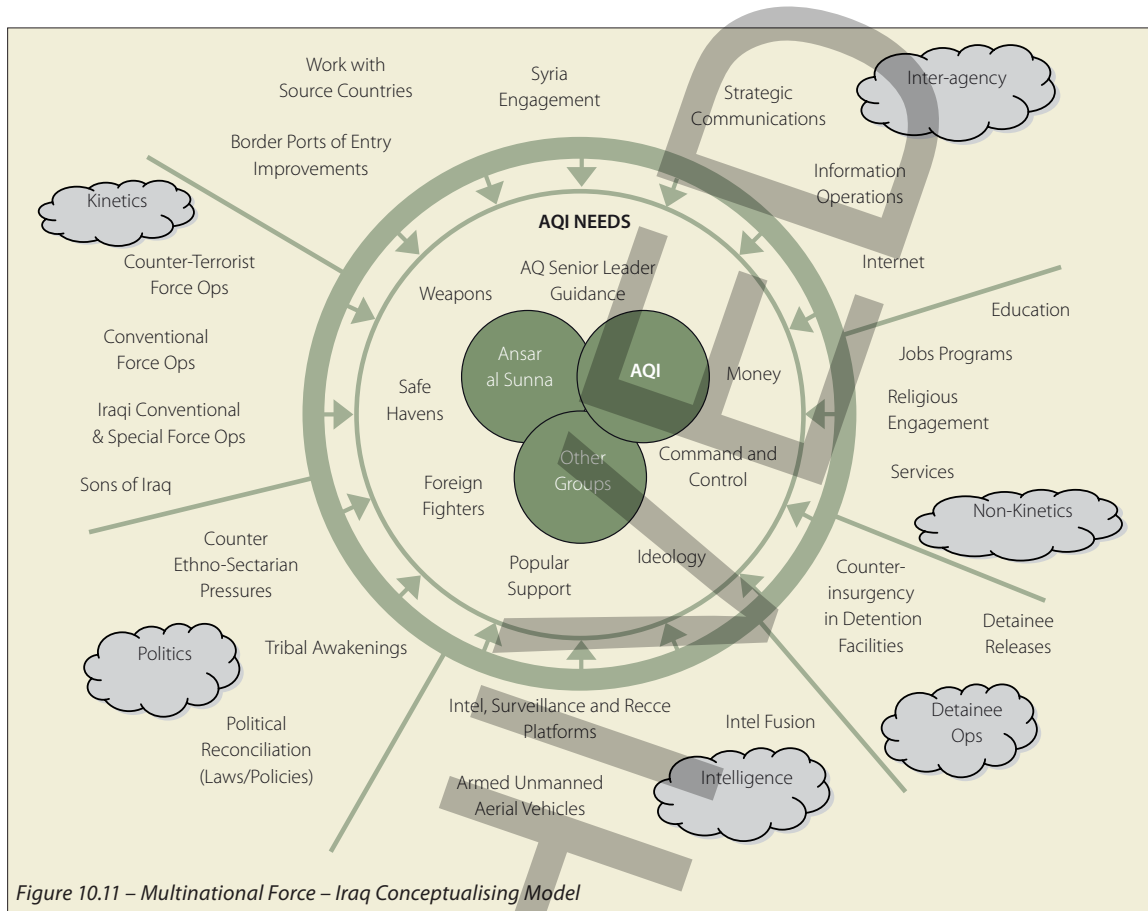 Work with
Source Countries
Syria
Engagement
Strategic
Communications
Inter-agency
Border Ports of Entry
Improvements
Information
Operations
Kinetics
Internet
Counter-Terrorist
Force Ops
Conventional
Force Ops
Iraqi Conventional
& Special Force Ops
Sons of Iraq
AQI NEEDS
AQ Senior Leader
Guidance
Weapons
Ansar
al Sunna
AQI
Money
Safe
Havens
Other
Groups
Command and
Control
Foreign
Fighters
Popular
Support
Ideology
Education
Jobs Programs
Religious
Engagement
Services
Non-Kinetics
Counter
Ethno-Sectarian
Pressures
Politics
Tribal Awakenings
Political
Reconciliation
(Laws/Policies)
Counter-
insurgency
in Detention
Facilities
Detainee
Releases
Detainee
Ops
Intel, Surveillance and Recce
Platforms
Intel Fusion
Armed Unmanned
Aerial Vehicles
Intelligence
Figure 10.11 – Multinational Force – Iraq Conceptualising Model